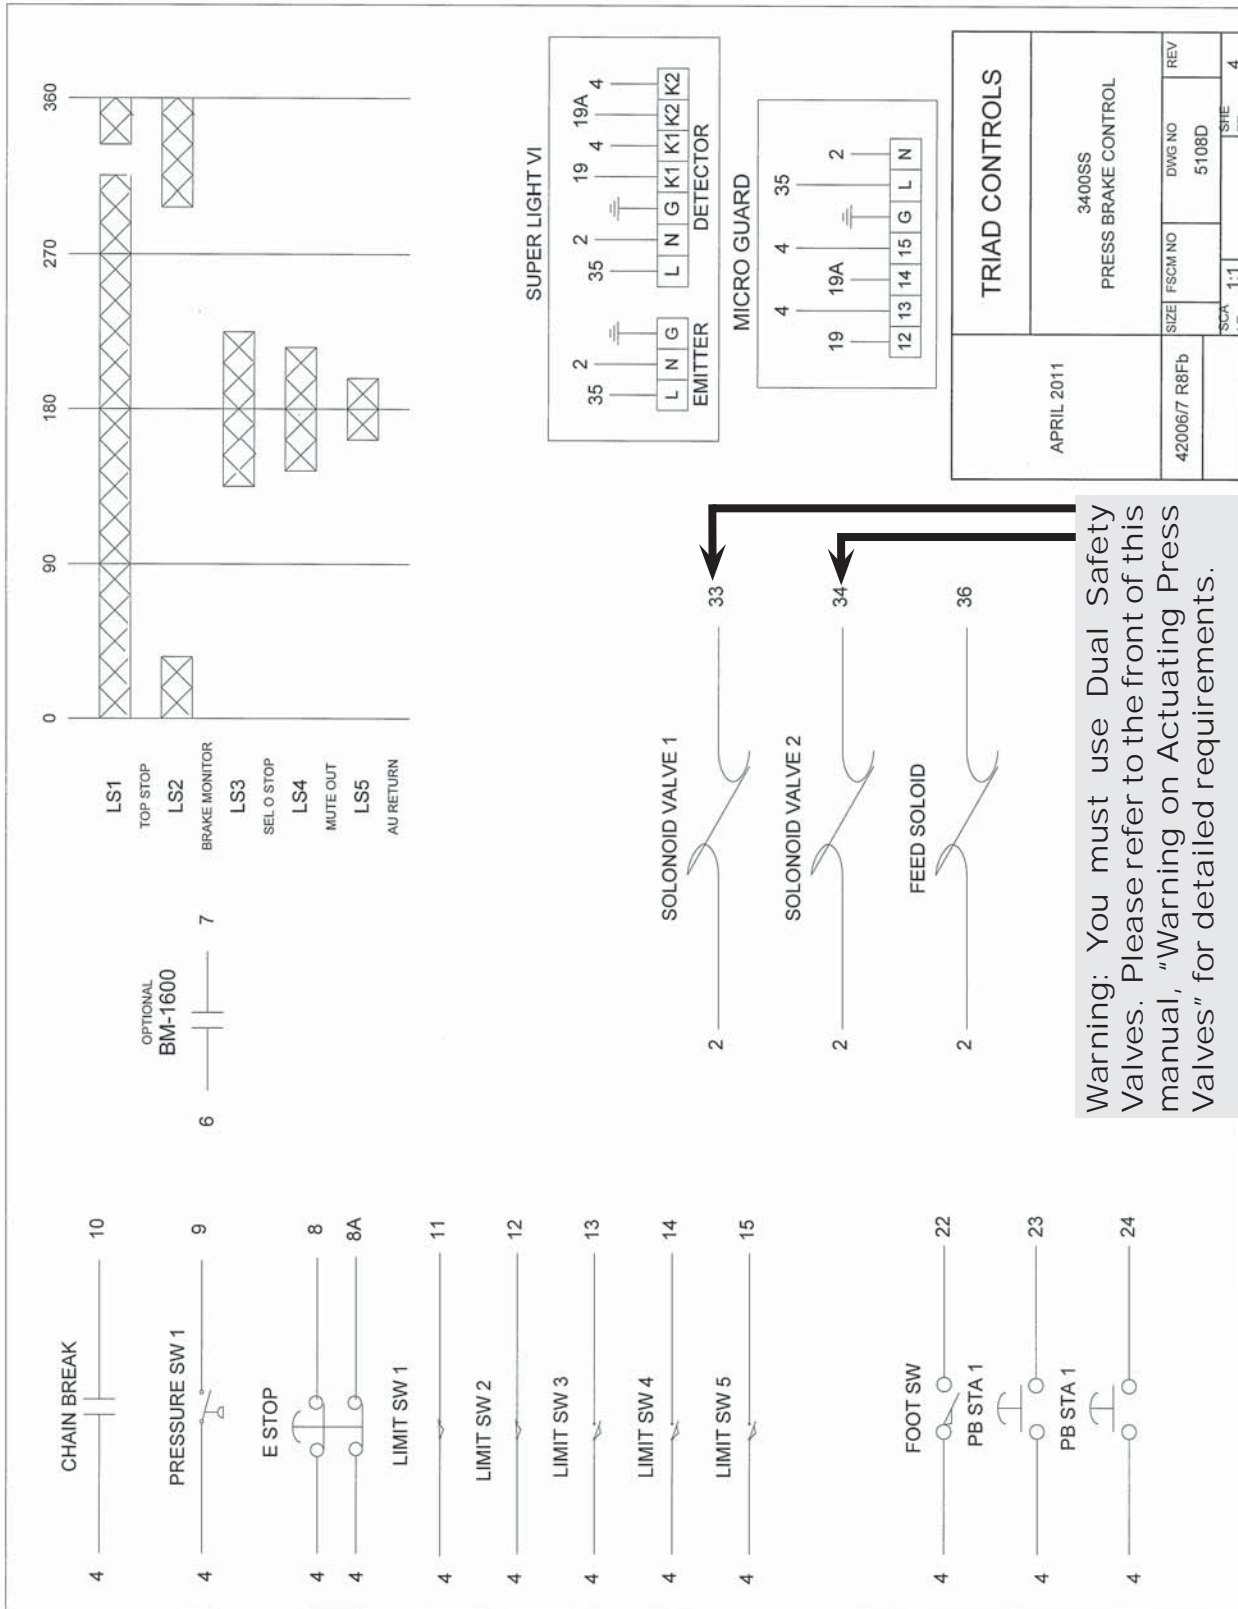 CHAIN BREAK
4 10
PRESSURE SW 1
4 9
E STOP
4 8
4 8A
LIMIT SW 1
4 11
LIMIT SW 2
4 12
LIMIT SW 3
4 13
LIMIT SW 4
4 14
LIMIT SW 5
4 15
FOOT SW
4 22
PB STA 1
4 23
PB STA 1
4 24
OPTIONAL
BM-1600
6 7
0 90 180 270 360
LS1
TOP STOP
LS2
BRAKE MONITOR
LS3
SEL O STOP
LS4
MUTE OUT
LS5
AU RETURN
SOLONOID VALVE 1
2 33
SOLONOID VALVE 2
2 34
FEED SOLOID
2 36
SUPER LIGHT VI
35 2 35 2 19 4 19A 4
L N G L N G K1 K1 K2 K2
EMITTER DETECTOR
MICRO GUARD
19 4 19A 4 35 2
12 13 14 15 G L N
Warning: You must use Dual Safety
Valves. Please refer to the front of this
manual, "Warning on Actuating Press
Valves" for detailed requirements.
APRIL 2011
TRIAD CONTROLS
3400SS
PRESS BRAKE CONTROL
42006/7 R8Fb
SIZE FSCM NO DWG NO REV
5108D
SCA 1:1 SHE 4